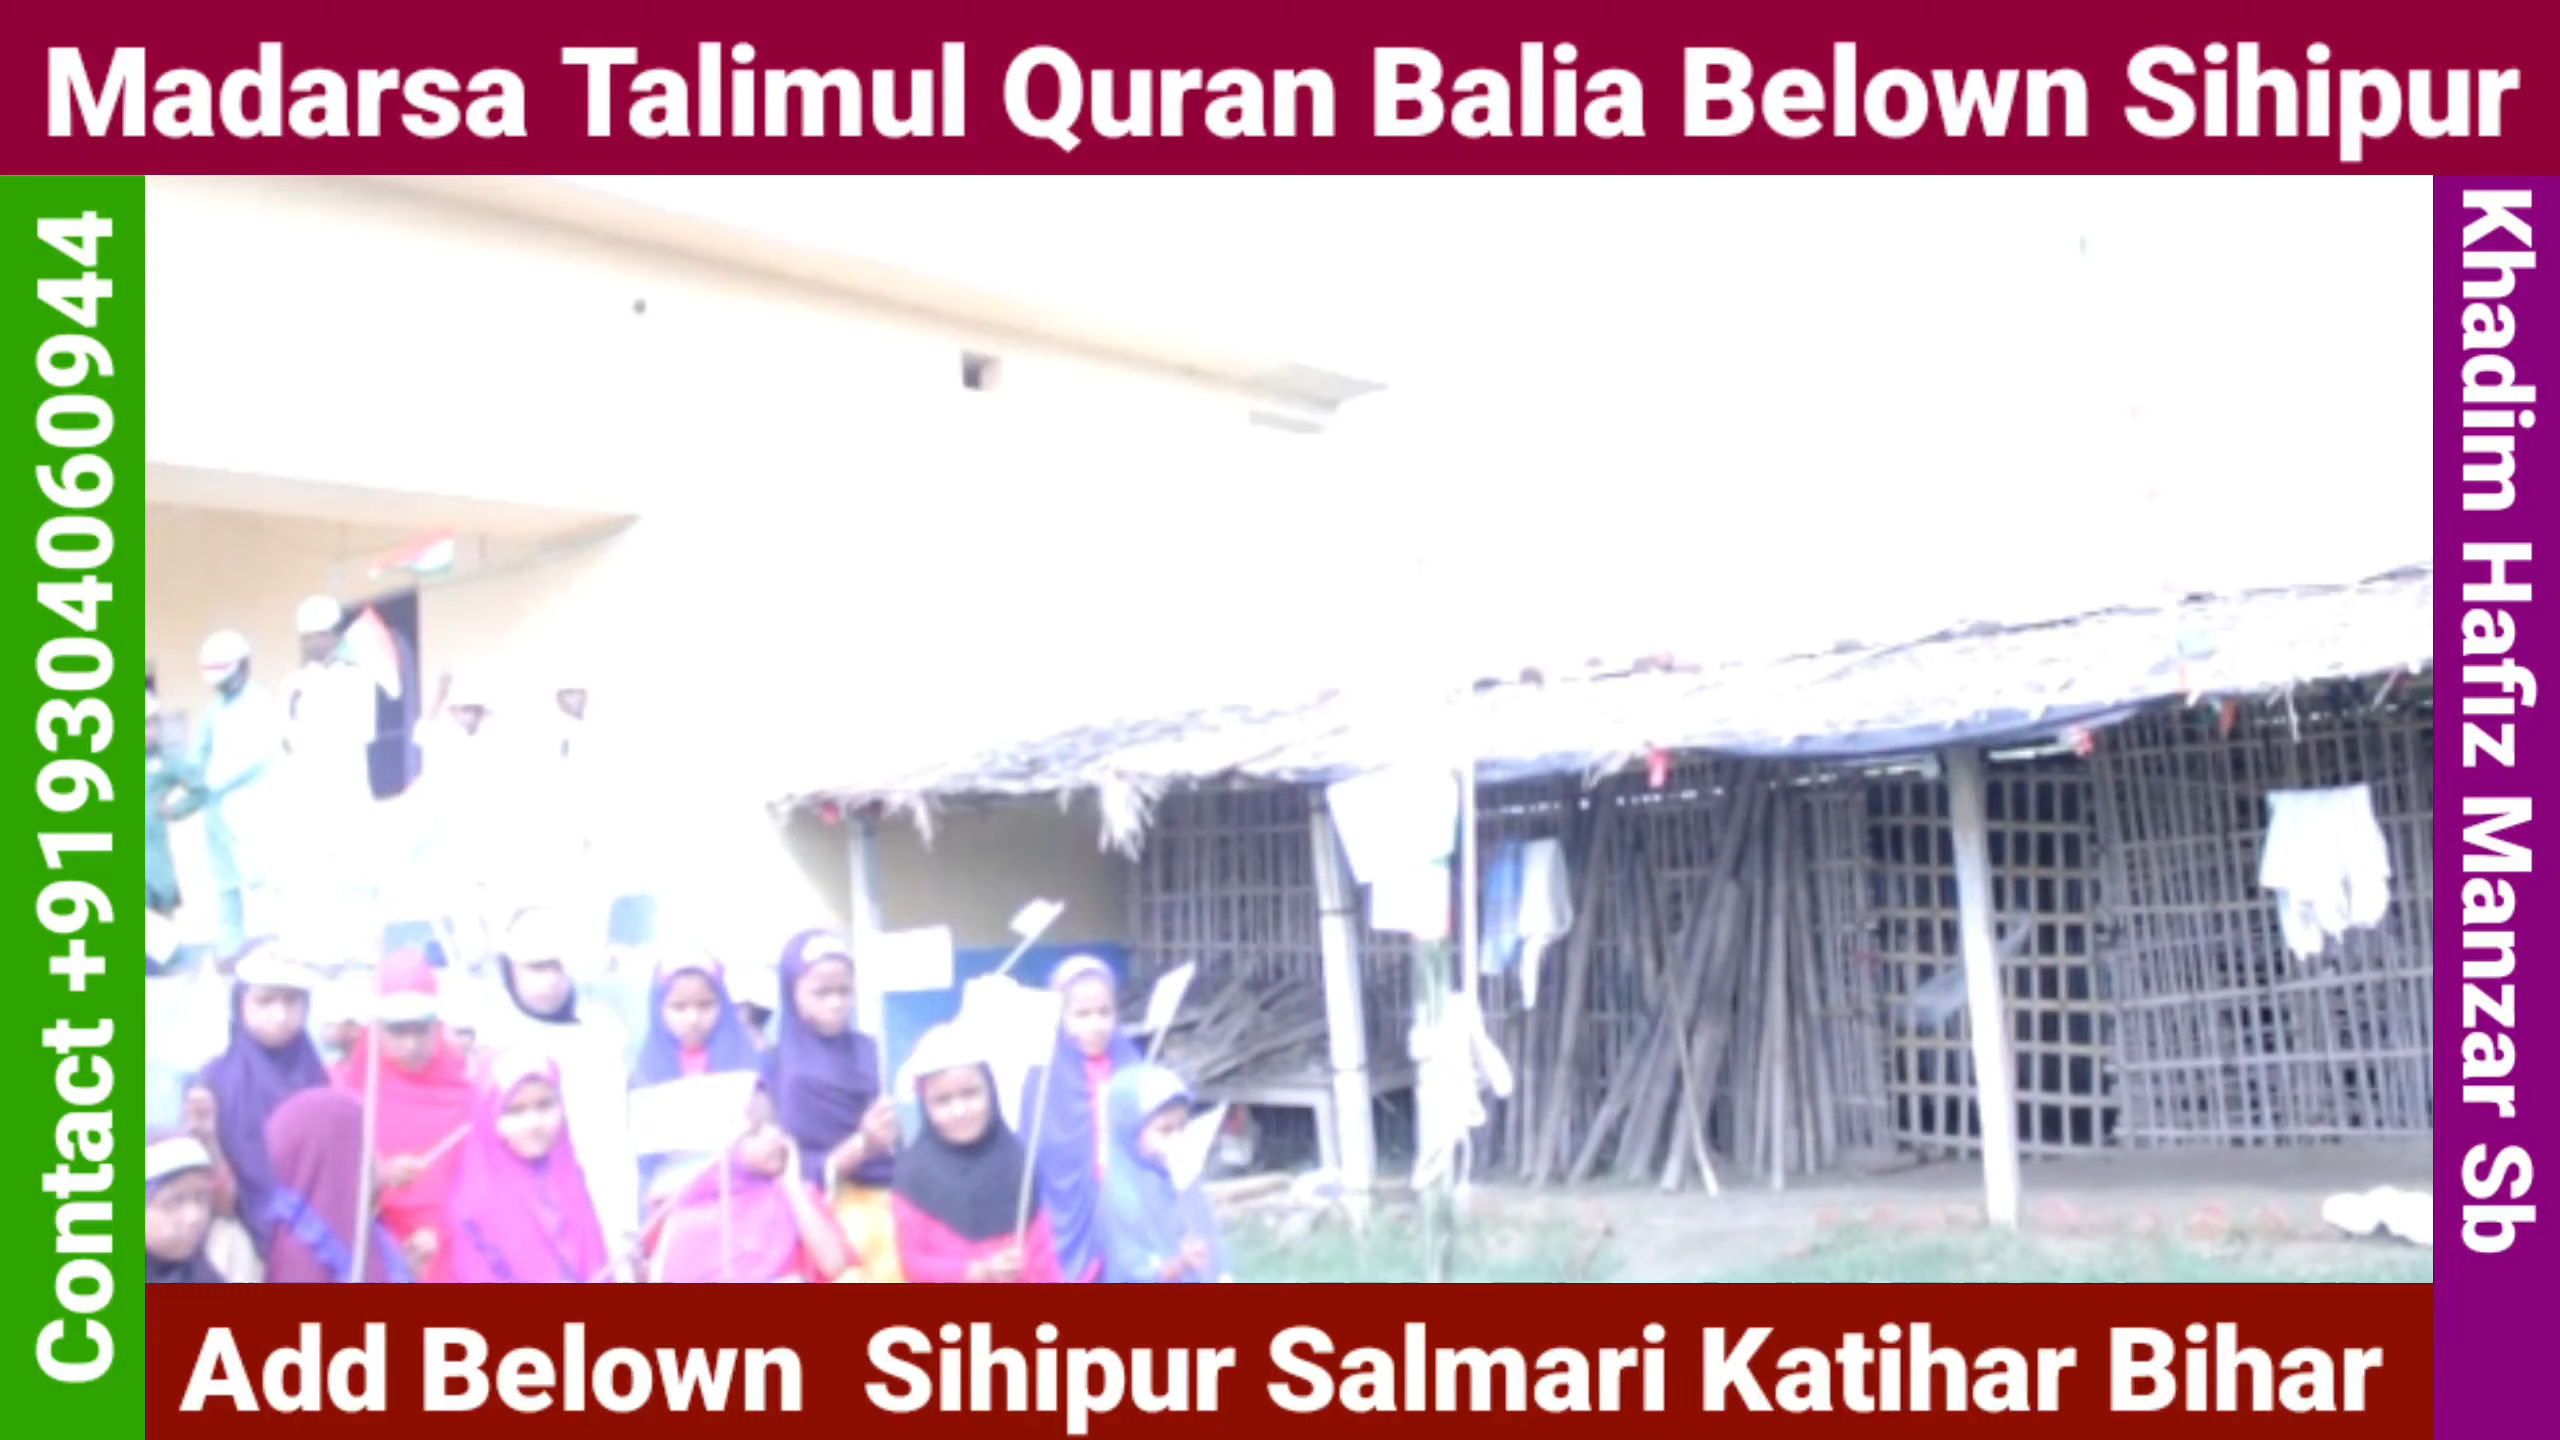 Madarsa Talimul Quran Balia Belown Sihipur
Contact +919304060944
Khadim Hafiz Manzar Sb
Add Belown  Sihipur Salmari Katihar Bihar